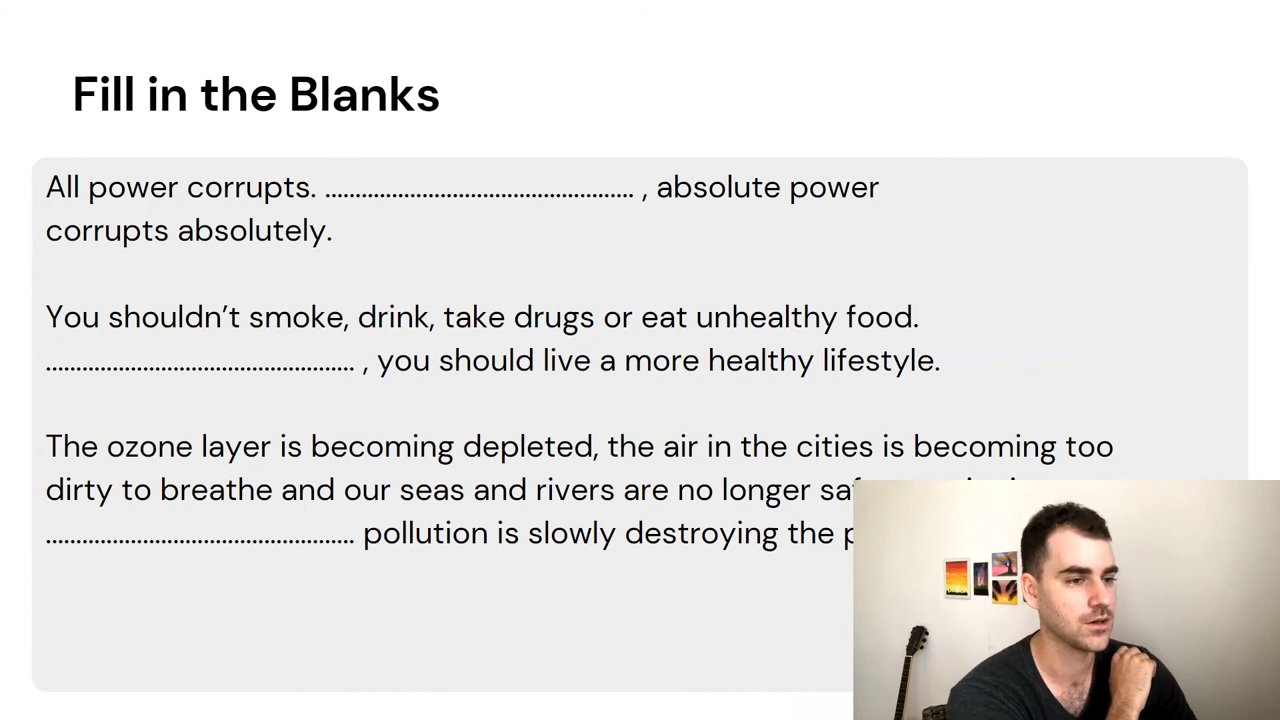 Fill in the Blanks
All power corrupts. ................................................... , absolute power
corrupts absolutely.
You shouldn’t smoke, drink, take drugs or eat unhealthy food.
................................................... , you should live a more healthy lifestyle.
The ozone layer is becoming depleted, the air in the cities is becoming too
dirty to breathe and our seas and rivers are no longer
................................................... pollution is slowly destroying the